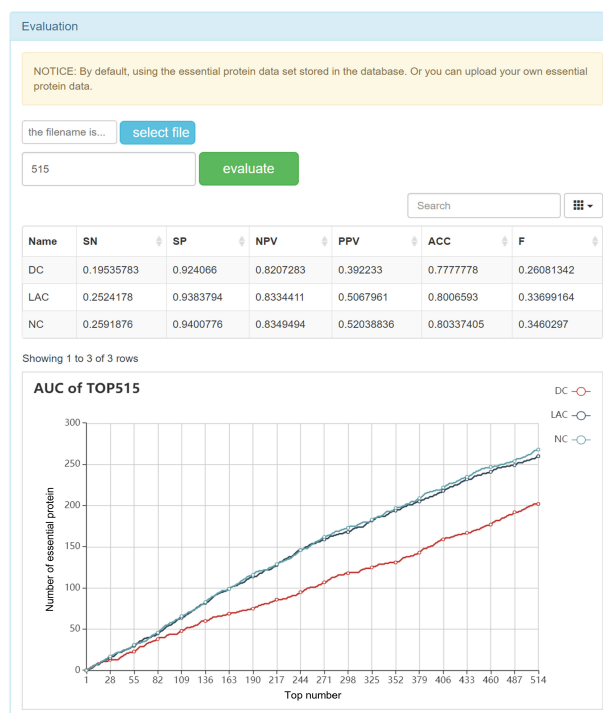 Evaluation
NOTICE: By default, using the essential protein data set stored in the database. Or you can upload your own essential
protein data.
the filename is... select file
515 evaluate
Search
Name SN SP NPV PPV ACC F
DC 0.19535783 0.924066 0.8207283 0.392233 0.7777778 0.26081342
LAC 0.2524178 0.9383794 0.8334411 0.5067961 0.8006593 0.33699164
NC 0.2591876 0.9400776 0.8349494 0.52038836 0.80337405 0.3460297
Showing 1 to 3 of 3 rows
AUC of TOP515
DC
LAC
NC
300
250
200
150
100
50
0
Number of essential protein
1 28 55 82 109 136 163 190 217 244 271 298 325 352 379 406 433 460 487 514
Top number